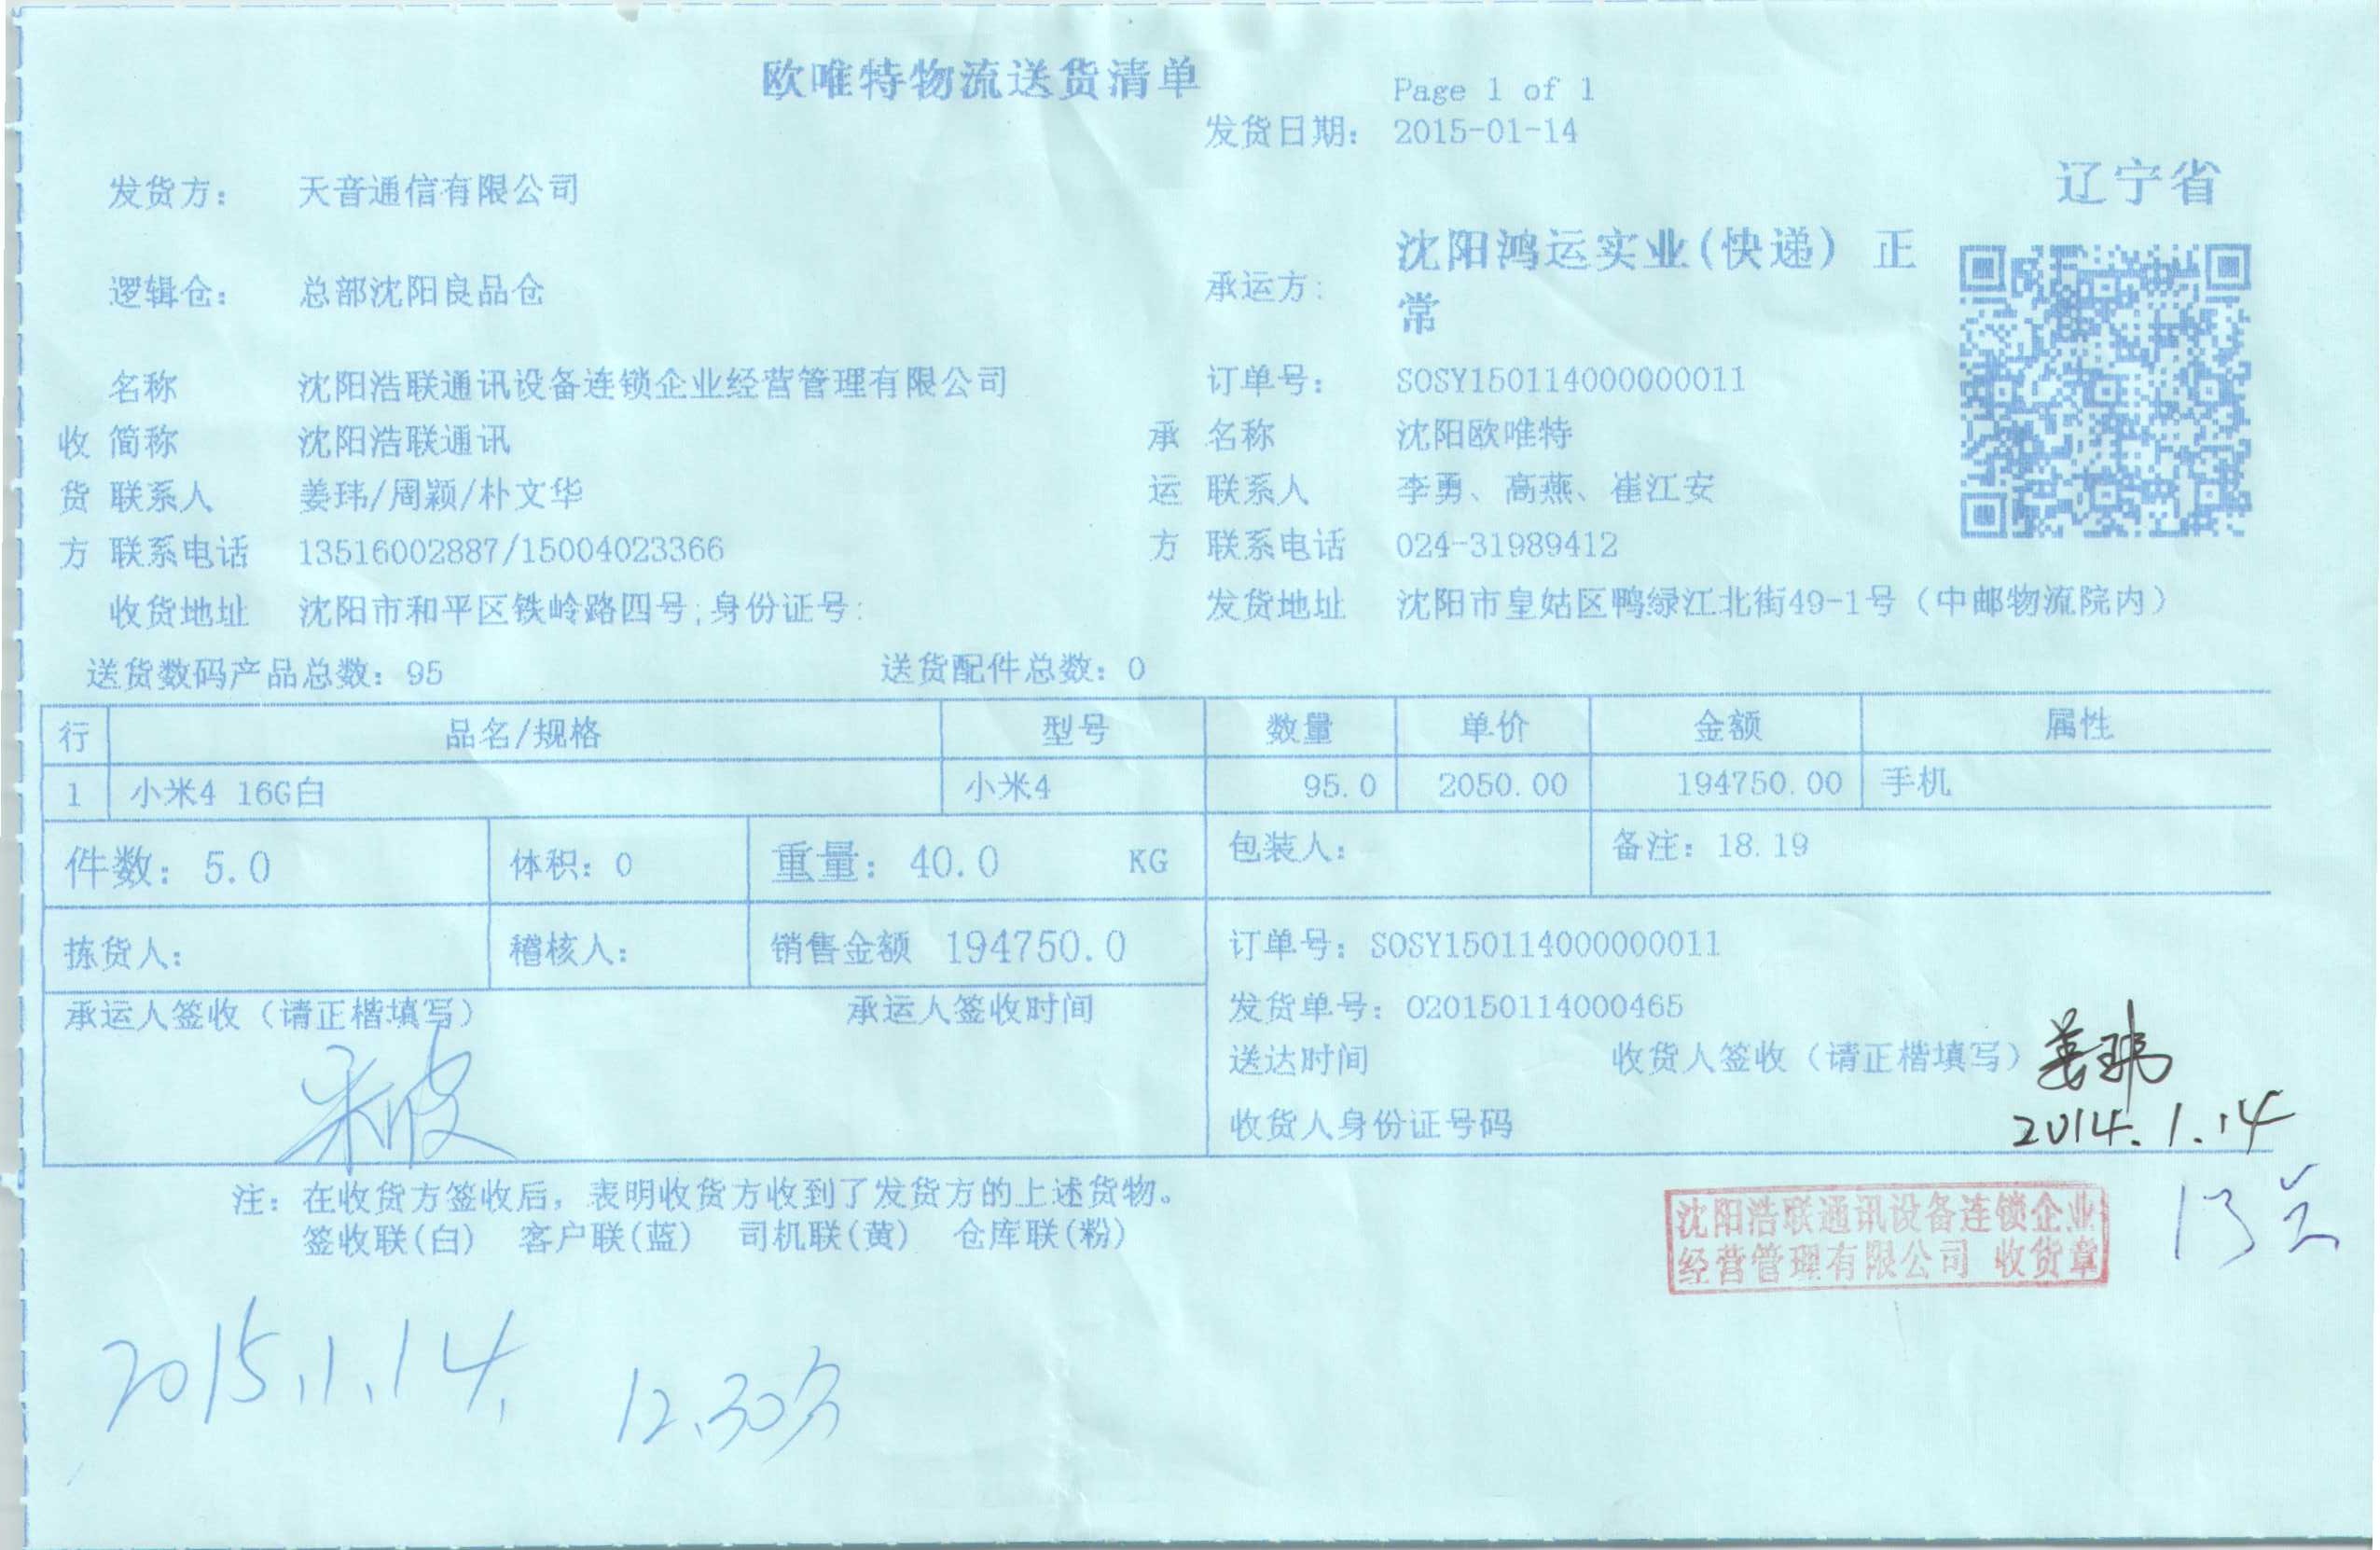 欧唯特物流送货清单
Page 1 of 1
发货日期: 2015-01-14
辽宁省
发货方: 天音通信有限公司
逻辑仓: 总部沈阳良品仓
承运方: 沈阳鸿运实业(快递) 正
常
名称 沈阳浩联通讯设备连锁企业经营管理有限公司 订单号: SOSY150114000000011
收 简称 沈阳浩联通讯 承 名称 沈阳欧唯特
货 联系人 姜玮/周颖/朴文华 运 联系人 李勇、高燕、崔江安
方 联系电话 13516002887/15004023366 方 联系电话 024-31989412
收货地址 沈阳市和平区铁岭路四号;身份证号: 发货地址 沈阳市皇姑区鸭绿江北街49-1号（中邮物流院内）
送货数码产品总数: 95 送货配件总数: 0
行 品名/规格 型号 数量 单价 金额 属性
1 小米4 16G白 小米4 95.0 2050.00 194750.00 手机
件数: 5.0 体积: 0 重量: 40.0 KG 包装人: 备注: 18.19
拣货人: 稽核人: 销售金额 194750.0 订单号: SOSY150114000000011
承运人签收（请正楷填写） 承运人签收时间 发货单号: 020150114000465
送达时间 收货人签收（请正楷填写） 姜玮
收货人身份证号码 2014.1.14
注: 在收货方签收后, 表明收货方收到了发货方的上述货物。
签收联(白) 客户联(蓝) 司机联(黄) 仓库联(粉)
沈阳浩联通讯设备连锁企业
经营管理有限公司 收货章
2015.1.14.
12.30分